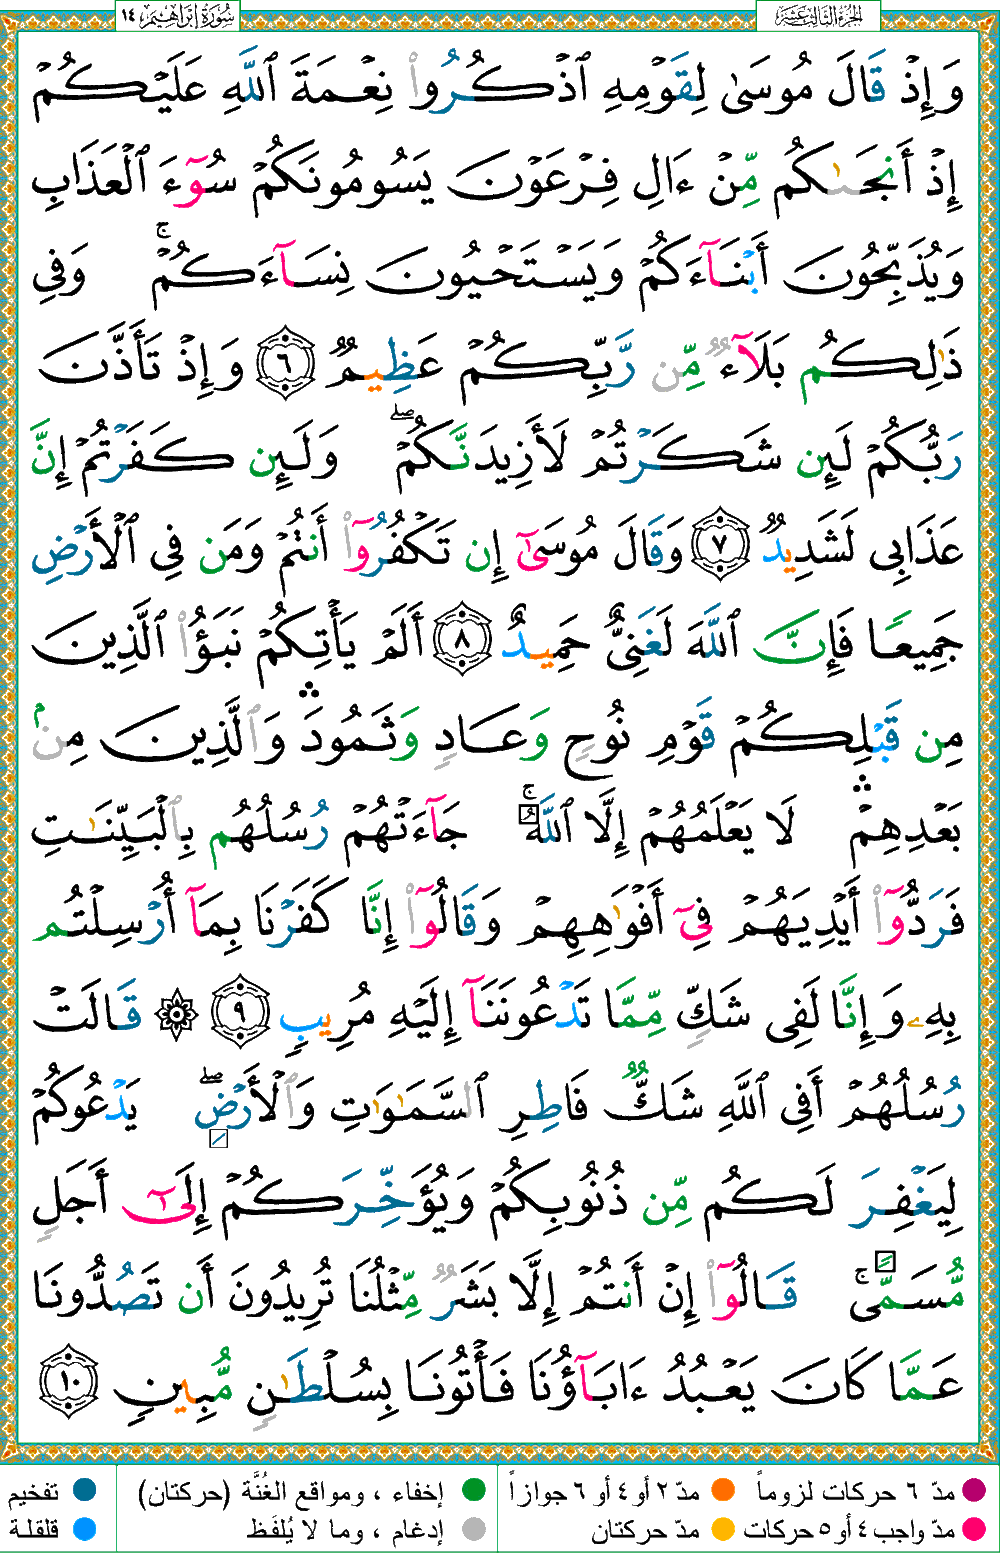 الجزء الثالث عشر
سورة إبراهيم ١٤
وَإِذْ قَالَ مُوسَىٰ لِقَوْمِهِ ٱذْكُرُوا۟ نِعْمَةَ ٱللَّهِ عَلَيْكُمْ
إِذْ أَنجَىٰكُم مِّنْ ءَالِ فِرْعَوْنَ يَسُومُونَكُمْ سُوٓءَ ٱلْعَذَابِ
وَيُذَبِّحُونَ أَبْنَآءَكُمْ وَيَسْتَحْيُونَ نِسَآءَكُمْ ۚ وَفِى
ذَٰلِكُم بَلَآءٌ مِّن رَّبِّكُمْ عَظِيمٌ ٦ وَإِذْ تَأَذَّنَ
رَبُّكُمْ لَئِن شَكَرْتُمْ لَأَزِيدَنَّكُمْ ۖ وَلَئِن كَفَرْتُمْ إِنَّ
عَذَابِى لَشَدِيدٌ ٧ وَقَالَ مُوسَىٰٓ إِن تَكْفُرُوٓا۟ أَنتُمْ وَمَن فِى ٱلْأَرْضِ
جَمِيعًا فَإِنَّ ٱللَّهَ لَغَنِىٌّ حَمِيدٌ ٨ أَلَمْ يَأْتِكُمْ نَبَؤُا۟ ٱلَّذِينَ
مِن قَبْلِكُمْ قَوْمِ نُوحٍ وَعَادٍ وَثَمُودَ ۛ وَٱلَّذِينَ مِنۢ
بَعْدِهِمْ ۛ لَا يَعْلَمُهُمْ إِلَّا ٱللَّهُ ۚ جَآءَتْهُمْ رُسُلُهُم بِٱلْبَيِّنَٰتِ
فَرَدُّوٓا۟ أَيْدِيَهُمْ فِىٓ أَفْوَٰهِهِمْ وَقَالُوٓا۟ إِنَّا كَفَرْنَا بِمَآ أُرْسِلْتُم
بِهِۦ وَإِنَّا لَفِى شَكٍّ مِّمَّا تَدْعُونَنَآ إِلَيْهِ مُرِيبٍ ٩ ۞ قَالَتْ
رُسُلُهُمْ أَفِى ٱللَّهِ شَكٌّ فَاطِرِ ٱلسَّمَٰوَٰتِ وَٱلْأَرْضِ ۖ يَدْعُوكُمْ
لِيَغْفِرَ لَكُم مِّن ذُنُوبِكُمْ وَيُؤَخِّرَكُمْ إِلَىٰٓ أَجَلٍ
مُّسَمًّى ۚ قَالُوٓا۟ إِنْ أَنتُمْ إِلَّا بَشَرٌ مِّثْلُنَا تُرِيدُونَ أَن تَصُدُّونَا
عَمَّا كَانَ يَعْبُدُ ءَابَآؤُنَا فَأْتُونَا بِسُلْطَٰنٍ مُّبِينٍ ١٠
مدّ ٦ حركات لزوماً مدّ ٢ أو ٤ أو ٦ جوازاً إخفاء ، ومواقع الغُنَّة (حركتان) تفخيم
مدّ واجب ٤ أو ٥ حركات مدّ حركتان إدغام ، وما لا يُلفَظ قلقلة